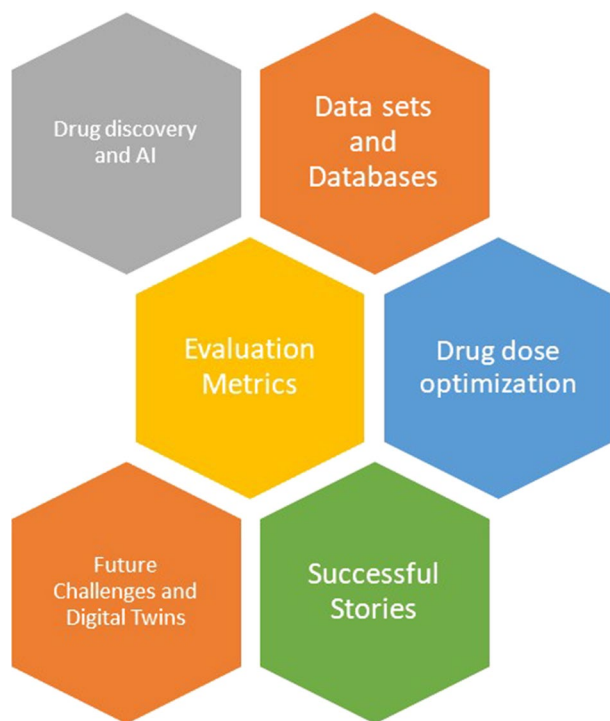 Drug discovery
and AI
Data sets
and
Databases
Evaluation
Metrics
Drug dose
optimization
Future
Challenges and
Digital Twins
Successful
Stories